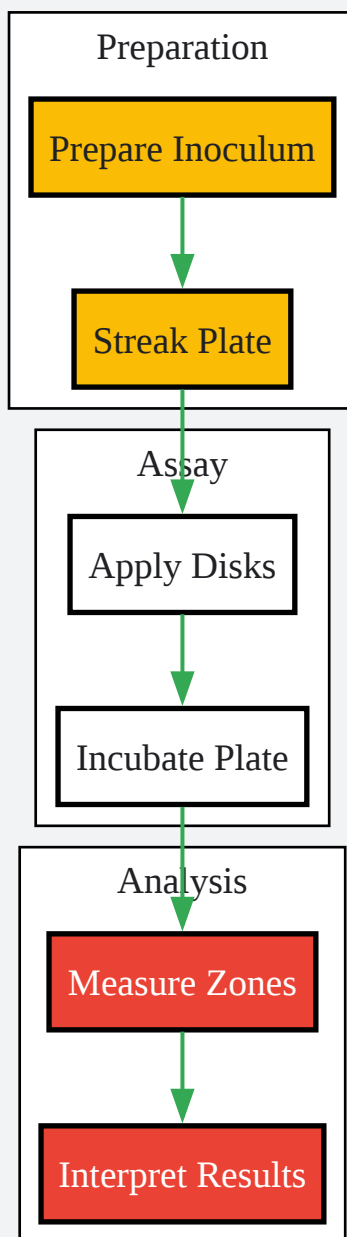 Preparation
Prepare Inoculum
Streak Plate
Assay
Apply Disks
Incubate Plate
Analysis
Measure Zones
Interpret Results